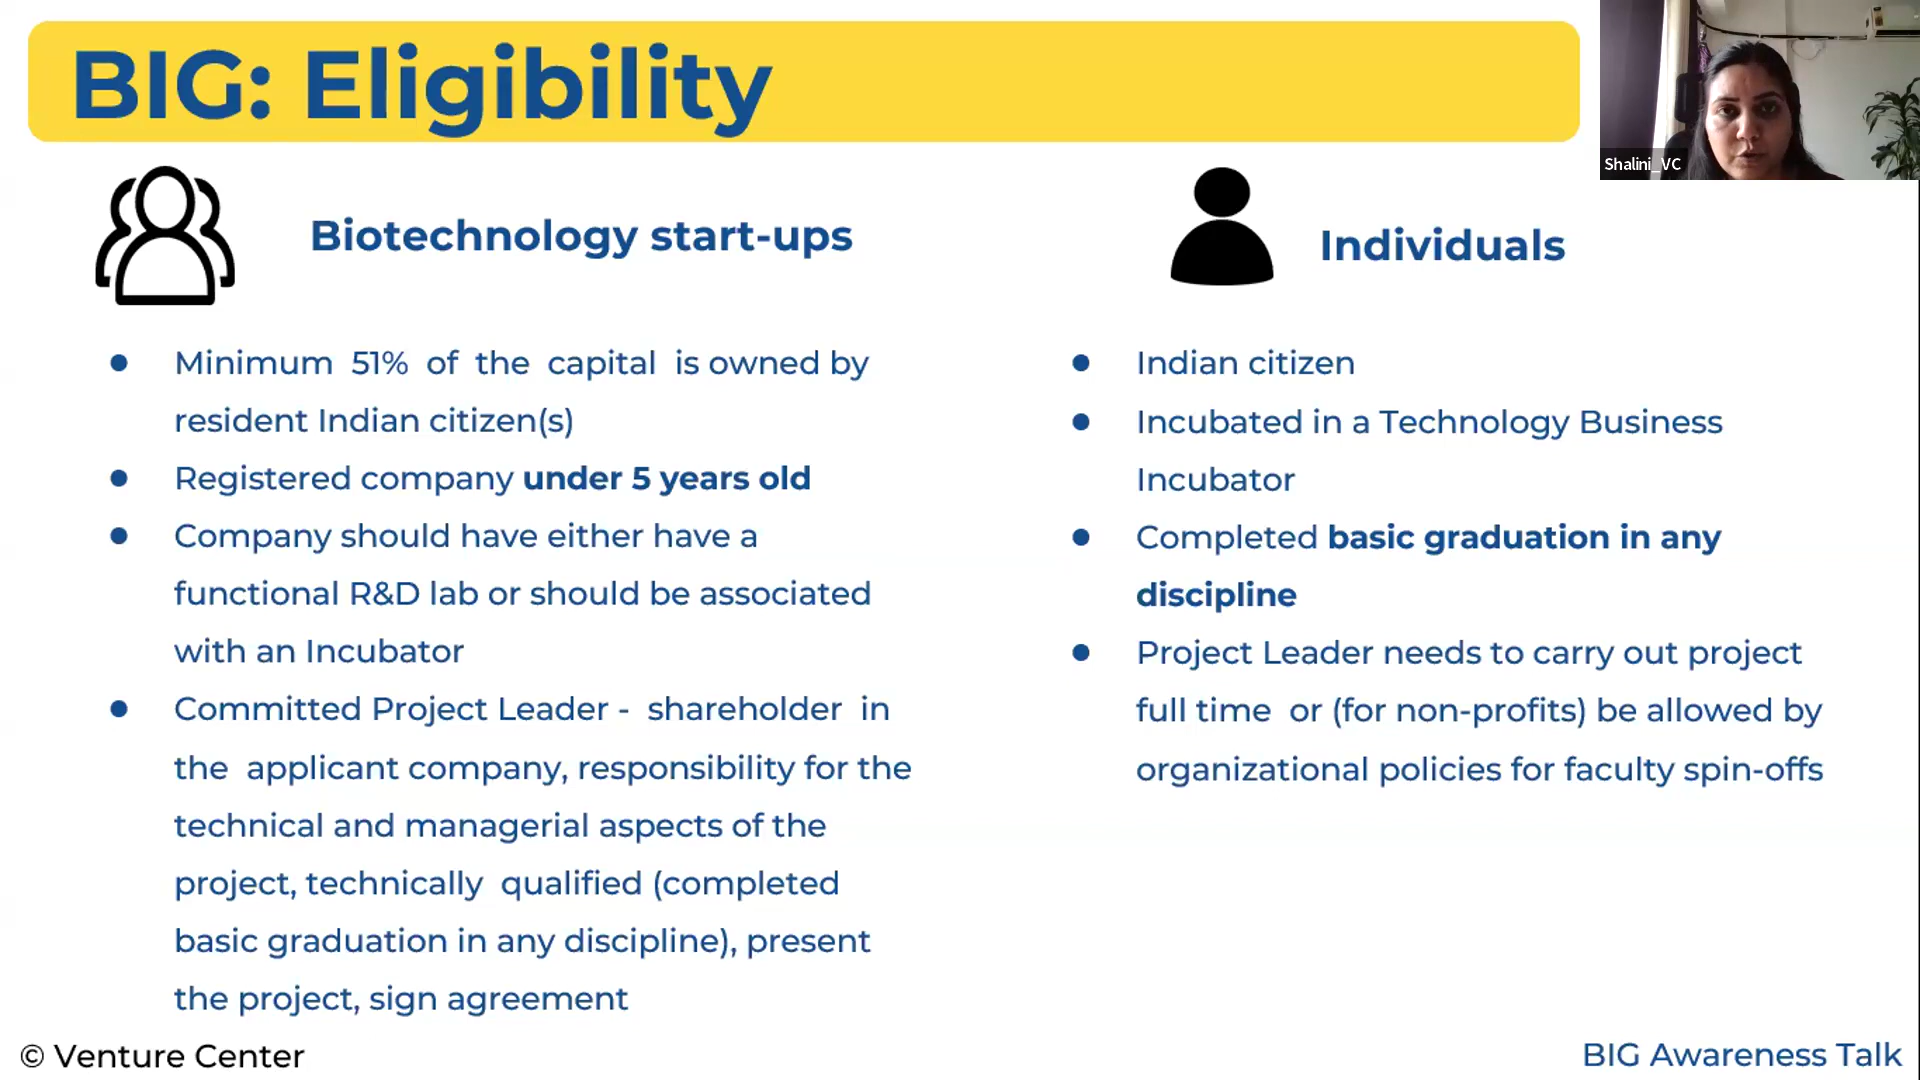 BIG: Eligibility
Shalini_VC
Biotechnology start-ups
Minimum 51% of the capital is owned by
resident Indian citizen(s)
Registered company under 5 years old
Company should have either have a
functional R&D lab or should be associated
with an Incubator
Committed Project Leader - shareholder in
the applicant company, responsibility for the
technical and managerial aspects of the
project, technically qualified (completed
basic graduation in any discipline), present
the project, sign agreement
Individuals
Indian citizen
Incubated in a Technology Business
Incubator
Completed basic graduation in any
discipline
Project Leader needs to carry out project
full time or (for non-profits) be allowed by
organizational policies for faculty spin-offs
© Venture Center
BIG Awareness Talk